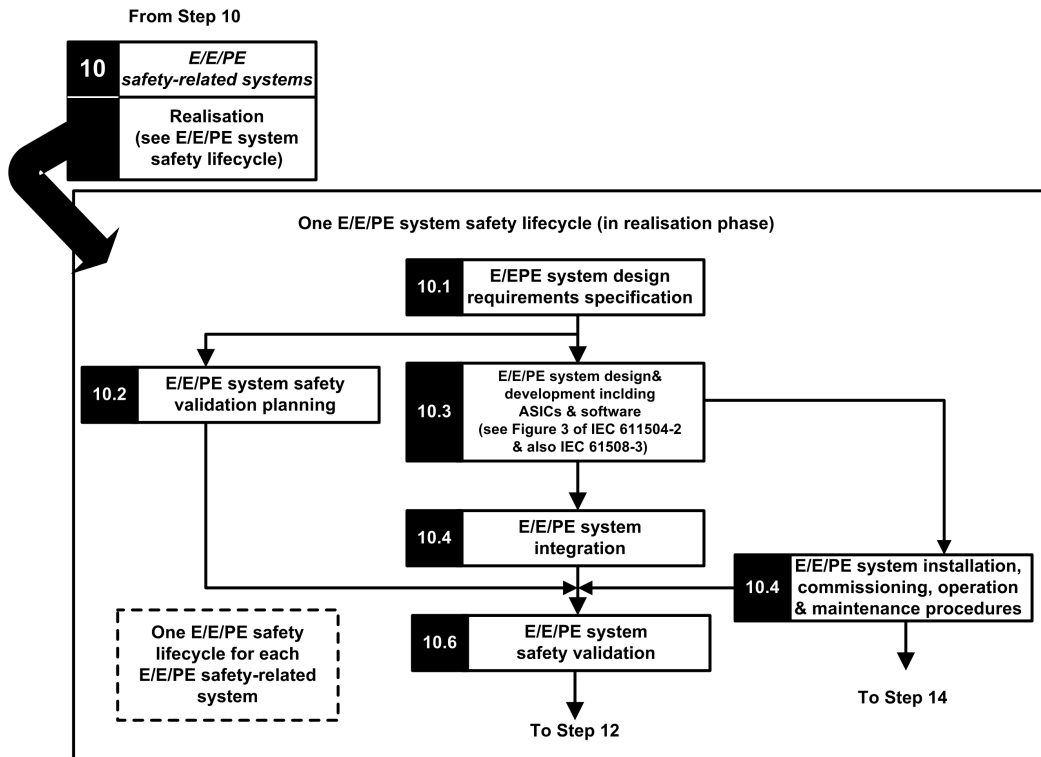 From Step 10
10
E/E/PE
safety-related systems
Realisation
(see E/E/PE system
safety lifecycle)
One E/E/PE system safety lifecycle (in realisation phase)
10.1
E/EPE system design
requirements specification
10.2
E/E/PE system safety
validation planning
10.3
E/E/PE system design&
development inclding
ASICs & software
(see Figure 3 of IEC 611504-2
& also IEC 61508-3)
10.4
E/E/PE system
integration
10.4
E/E/PE system installation,
commissioning, operation
& maintenance procedures
One E/E/PE safety
lifecycle for each
E/E/PE safety-related
system
10.6
E/E/PE system
safety validation
To Step 14
To Step 12